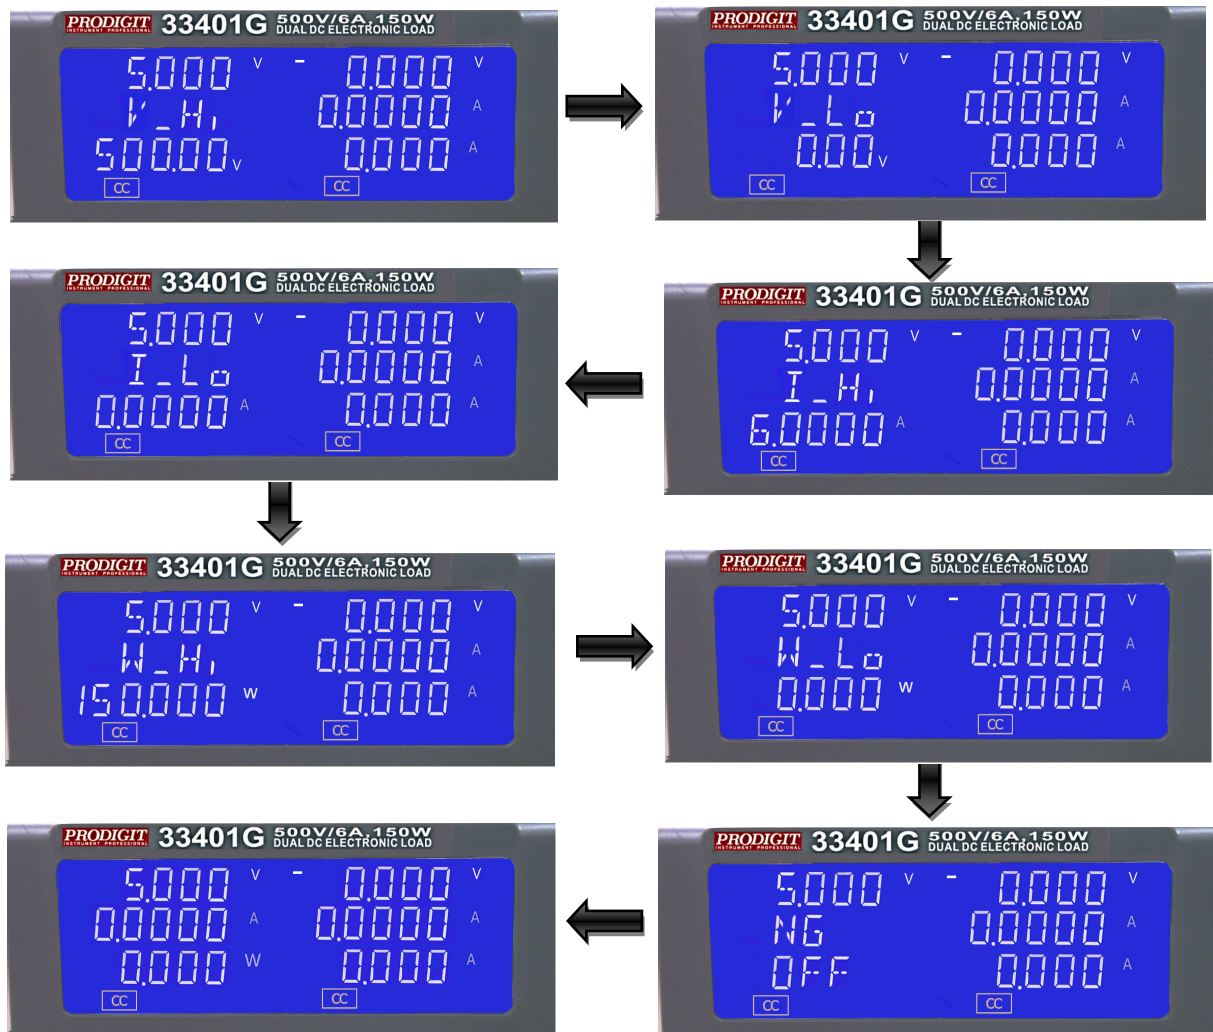 PRODIGIT 33401G 500V/6A,150W
INSTRUMENT PROFESSIONAL DUAL DC ELECTRONIC LOAD
5.000 V - 0.000 V
V_Hi 0.0000 A
500.00 V 0.000 A
CC CC
PRODIGIT 33401G 500V/6A,150W
INSTRUMENT PROFESSIONAL DUAL DC ELECTRONIC LOAD
5.000 V - 0.000 V
V_Lo 0.0000 A
0.00 V 0.000 A
CC CC
PRODIGIT 33401G 500V/6A,150W
INSTRUMENT PROFESSIONAL DUAL DC ELECTRONIC LOAD
5.000 V - 0.000 V
I_Lo 0.0000 A
0.0000 A 0.000 A
CC CC
PRODIGIT 33401G 500V/6A,150W
INSTRUMENT PROFESSIONAL DUAL DC ELECTRONIC LOAD
5.000 V - 0.000 V
I_Hi 0.0000 A
6.0000 A 0.000 A
CC CC
PRODIGIT 33401G 500V/6A,150W
INSTRUMENT PROFESSIONAL DUAL DC ELECTRONIC LOAD
5.000 V - 0.000 V
W_Hi 0.0000 A
150.000 W 0.000 A
CC CC
PRODIGIT 33401G 500V/6A,150W
INSTRUMENT PROFESSIONAL DUAL DC ELECTRONIC LOAD
5.000 V - 0.000 V
W_Lo 0.0000 A
0.000 W 0.000 A
CC CC
PRODIGIT 33401G 500V/6A,150W
INSTRUMENT PROFESSIONAL DUAL DC ELECTRONIC LOAD
5.000 V - 0.000 V
0.0000 A 0.0000 A
0.000 W 0.000 A
CC CC
PRODIGIT 33401G 500V/6A,150W
INSTRUMENT PROFESSIONAL DUAL DC ELECTRONIC LOAD
5.000 V - 0.000 V
NG 0.0000 A
OFF 0.000 A
CC CC